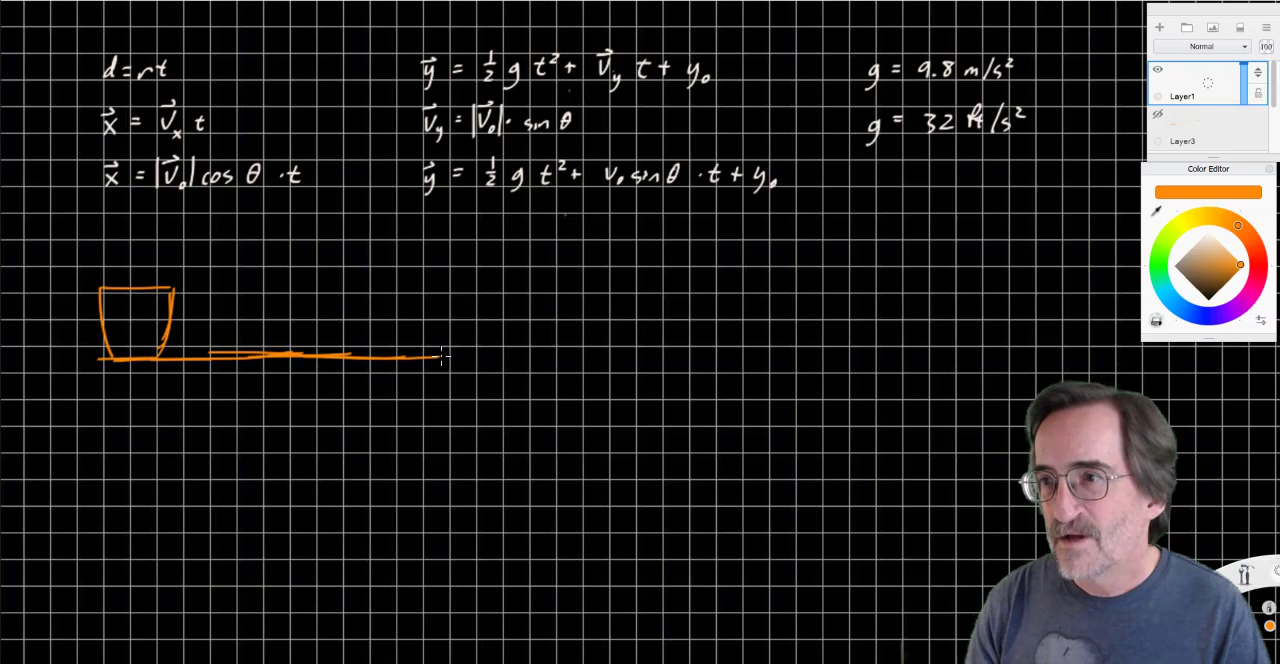 d = rt
x⃗ = v⃗ₓ t
x⃗ = |v⃗₀| cos θ · t
y⃗ = ½ g t² + v⃗y t + y₀
v⃗y = |v⃗₀| · sin θ
y⃗ = ½ g t² + v₀ sin θ · t + y₀
g = 9.8 m/s²
g = 32 ft/s²
Normal
100
Layer1
Layer3
Color Editor